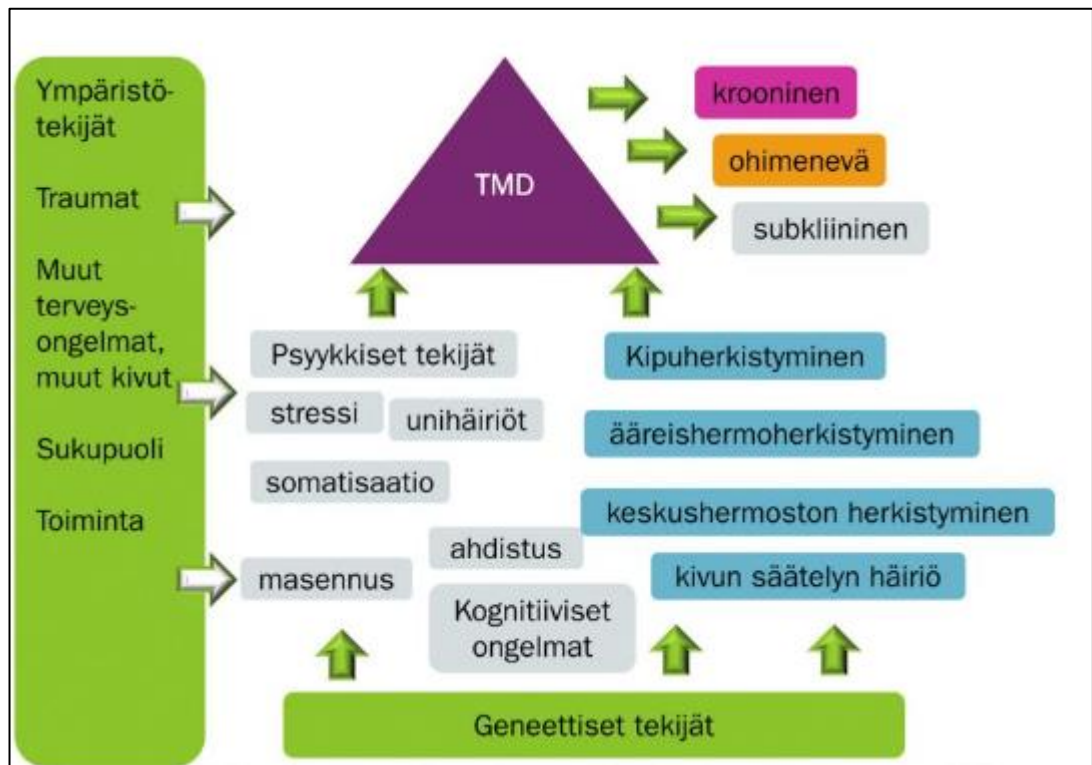 Ympäristö-
tekijät
Traumat
Muut
terveys-
ongelmat,
muut kivut
Sukupuoli
Toiminta
TMD
krooninen
ohimenevä
subkliininen
Psyykkiset tekijät
stressi
unihäiriöt
somatisaatio
ahdistus
masennus
Kognitiiviset
ongelmat
Kipuherkistyminen
ääreishermoherkistyminen
keskushermoston herkistyminen
kivun säätelyn häiriö
Geneettiset tekijät